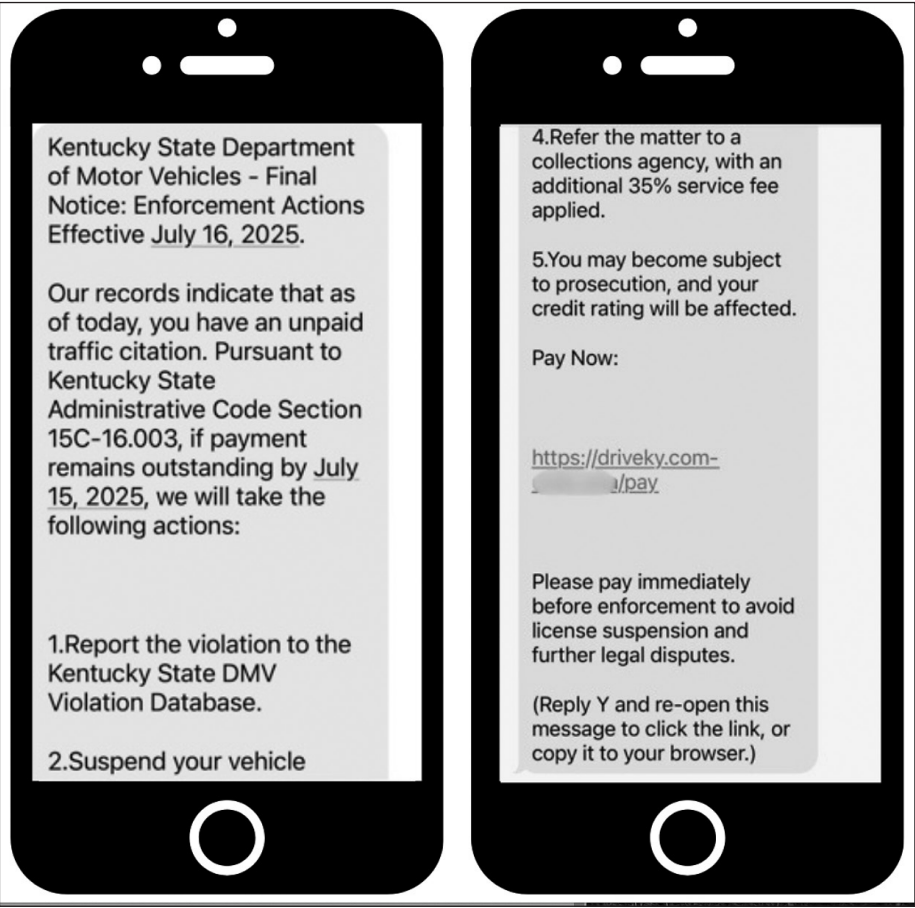 Kentucky State Department
of Motor Vehicles - Final
Notice: Enforcement Actions
Effective July 16, 2025.
Our records indicate that as
of today, you have an unpaid
traffic citation. Pursuant to
Kentucky State
Administrative Code Section
15C-16.003, if payment
remains outstanding by July
15, 2025, we will take the
following actions:
1.Report the violation to the
Kentucky State DMV
Violation Database.
2.Suspend your vehicle
4.Refer the matter to a
collections agency, with an
additional 35% service fee
applied.
5.You may become subject
to prosecution, and your
credit rating will be affected.
Pay Now:
https://driveky.com-
/pay
Please pay immediately
before enforcement to avoid
license suspension and
further legal disputes.
(Reply Y and re-open this
message to click the link, or
copy it to your browser.)